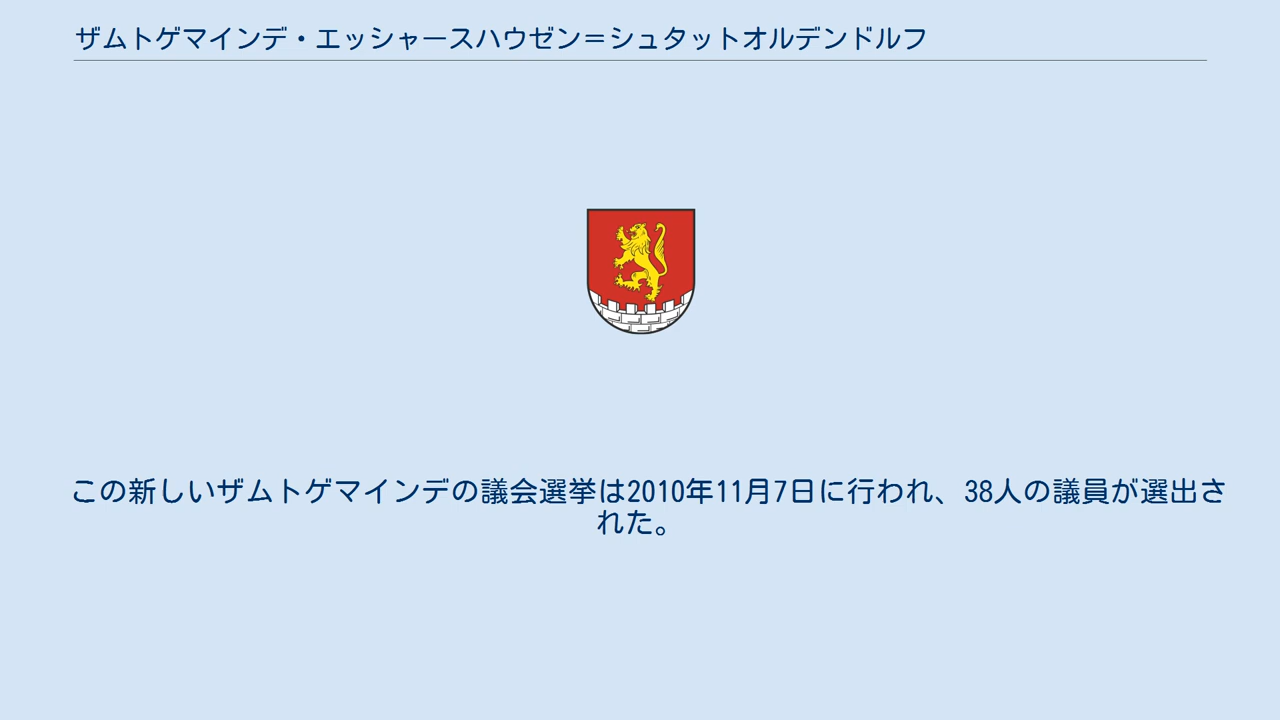 ザムトゲマインデ・エッシャースハウゼン＝シュタットオルデンドルフ
この新しいザムトゲマインデの議会選挙は2010年11月7日に行われ、38人の議員が選出さ
れた。